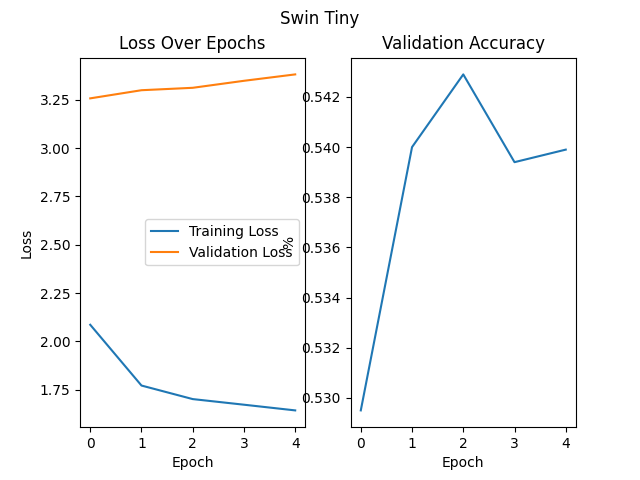 Swin Tiny
Loss Over Epochs
Loss
3.25
3.00
2.75
2.50
2.25
2.00
1.75
Training Loss
Validation Loss
0 1 2 3 4
Epoch
Validation Accuracy
%
0.542
0.540
0.538
0.536
0.534
0.532
0.530
0 1 2 3 4
Epoch